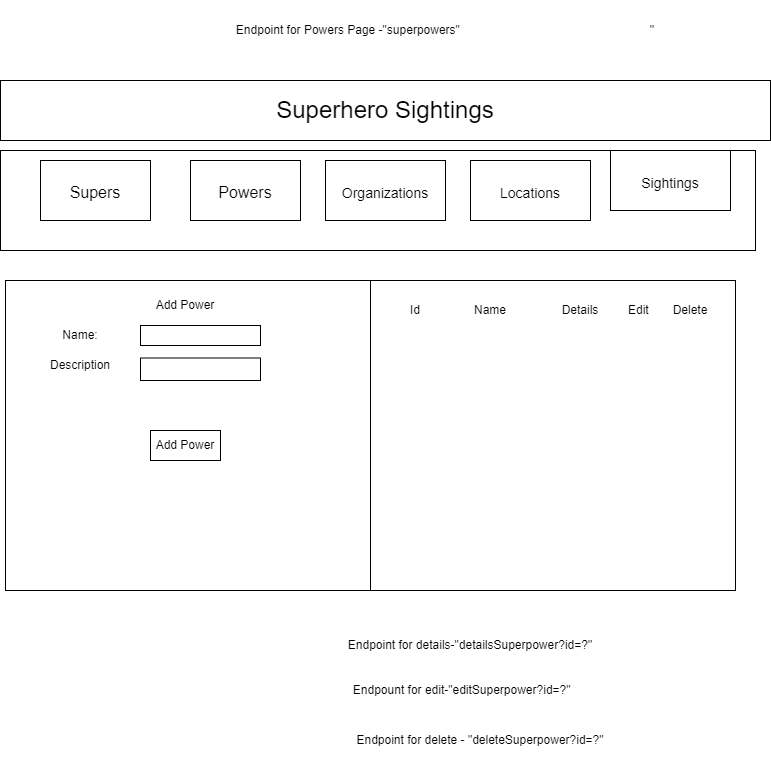 Endpoint for Powers Page -"superpowers" "
Superhero Sightings
Supers Powers Organizations Locations Sightings
Add Power
Id Name Details Edit Delete
Name:
Description
Add Power
Endpoint for details-"detailsSuperpower?id=?"
Endpount for edit-"editSuperpower?id=?"
Endpoint for delete - "deleteSuperpower?id=?"